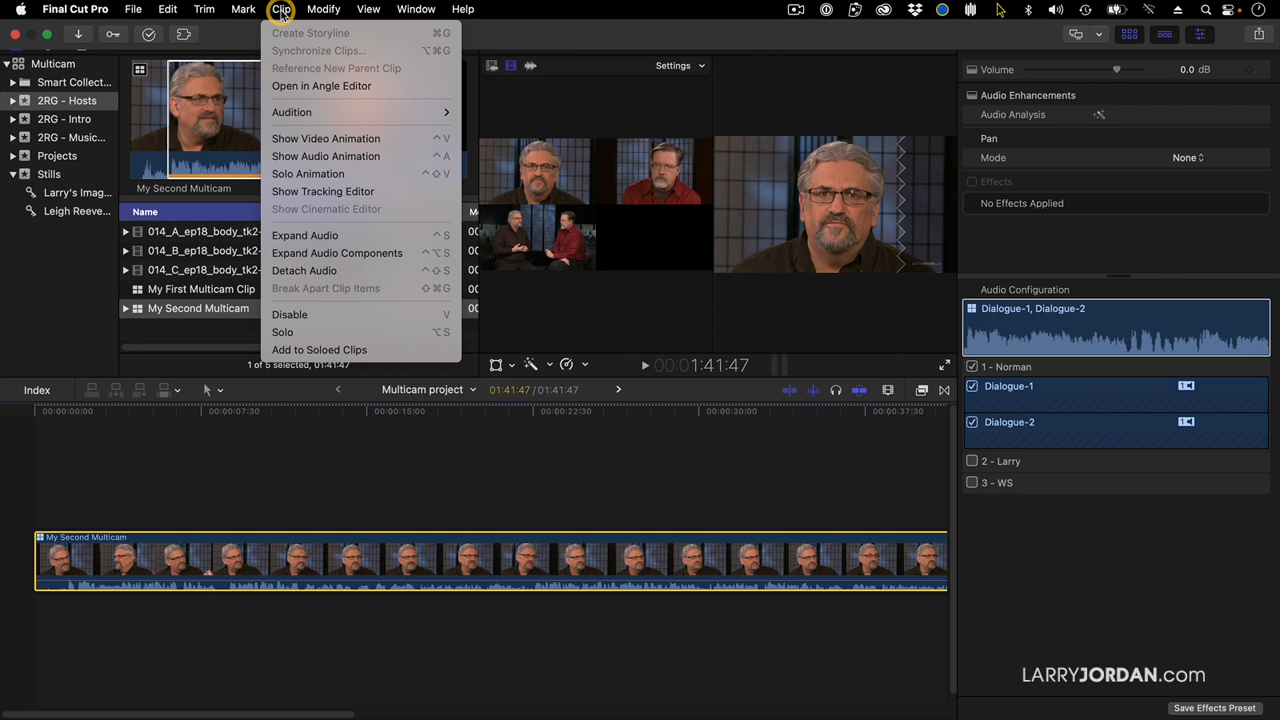 Final Cut Pro File Edit Trim Mark Clip Modify View Window Help
Multicam
Smart Collect...
2RG - Hosts
2RG - Intro
2RG - Music...
Projects
Stills
Larry's Imag...
Leigh Reeve...
My Second Multicam
Name
014_A_ep18_body_tk2-
014_B_ep18_body_tk2-
014_C_ep18_body_tk2-
My First Multicam Clip
My Second Multicam
1 of 5 selected, 01:41:47
Create Storyline ⌘G
Synchronize Clips... ⌥⌘G
Reference New Parent Clip
Open in Angle Editor
Audition
Show Video Animation ⌃V
Show Audio Animation ⌃A
Solo Animation ⌃⇧V
Show Tracking Editor
Show Cinematic Editor
Expand Audio ⌃S
Expand Audio Components ⌃⌥S
Detach Audio ⌃⇧S
Break Apart Clip Items ⇧⌘G
Disable V
Solo ⌥S
Add to Soloed Clips
Settings
00:00:1:41:47
Volume 0.0 dB
Audio Enhancements
Audio Analysis
Pan
Mode None
Effects
No Effects Applied
Audio Configuration
Dialogue-1, Dialogue-2
1 - Norman
Dialogue-1 1
Dialogue-2 1
2 - Larry
3 - WS
Index
Multicam project 01:41:47 / 01:41:47
00:00:00:00 00:00:07:30 00:00:15:00 00:00:22:30 00:00:30:00 00:00:37:30
My Second Multicam
LARRYJORDAN.com
Save Effects Preset